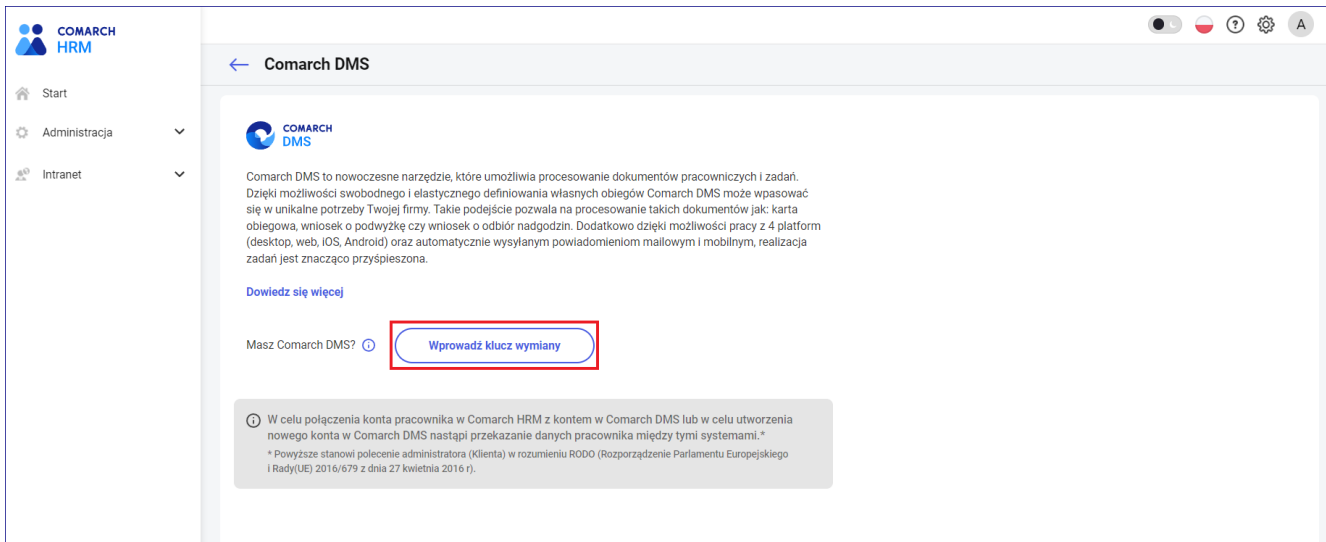 COMARCH
HRM
A
Comarch DMS
Start
Administracja
Intranet
COMARCH
DMS
Comarch DMS to nowoczesne narzędzie, które umożliwia procesowanie dokumentów pracowniczych i zadań.
Dzięki możliwości swobodnego i elastycznego definiowania własnych obiegów Comarch DMS może wpasować
się w unikalne potrzeby Twojej firmy. Takie podejście pozwala na procesowanie takich dokumentów jak: karta
obiegowa, wniosek o podwyżkę czy wniosek o odbiór nadgodzin. Dodatkowo dzięki możliwości pracy z 4 platform
(desktop, web, iOS, Android) oraz automatycznie wysyłanym powiadomieniom mailowym i mobilnym, realizacja
zadań jest znacząco przyśpieszona.
Dowiedz się więcej
Masz Comarch DMS? Wprowadź klucz wymiany
W celu połączenia konta pracownika w Comarch HRM z kontem w Comarch DMS lub w celu utworzenia
nowego konta w Comarch DMS nastąpi przekazanie danych pracownika między tymi systemami.*
* Powyższe stanowi polecenie administratora (Klienta) w rozumieniu RODO (Rozporządzenie Parlamentu Europejskiego
i Rady(UE) 2016/679 z dnia 27 kwietnia 2016 r).